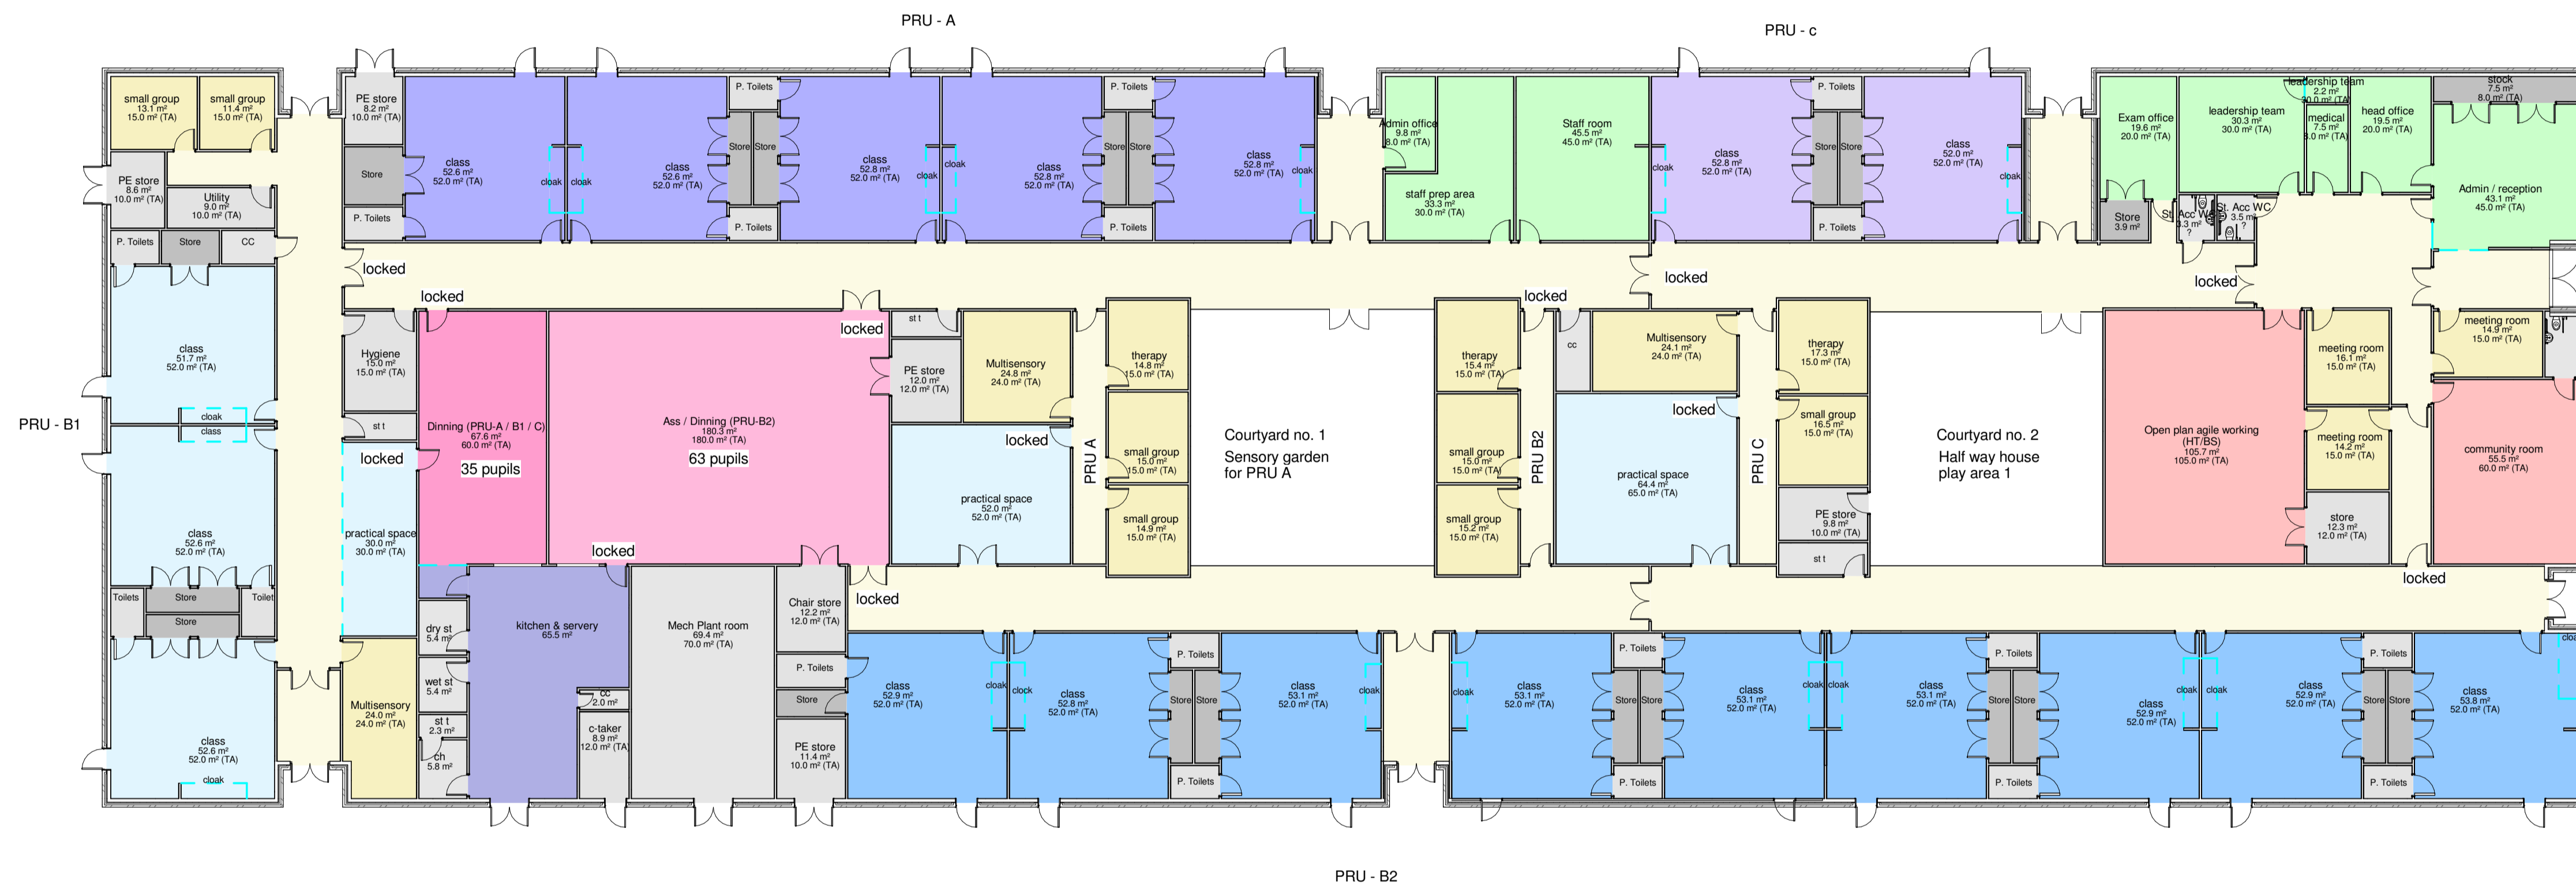 PRU - A
PRU - c
small group
13.1 m²
15.0 m² (TA)
small group
11.4 m²
15.0 m² (TA)
PE store
8.2 m²
10.0 m² (TA)
class
52.6 m²
52.0 m² (TA)
cloak
cloak
class
52.6 m²
52.0 m² (TA)
P. Toilets
Store
Store
P. Toilets
class
52.8 m²
52.0 m² (TA)
cloak
cloak
class
52.8 m²
52.0 m² (TA)
P. Toilets
Store
Store
P. Toilets
class
52.8 m²
52.0 m² (TA)
cloak
Admin office
9.8 m²
8.0 m² (TA)
staff prep area
33.3 m²
30.0 m² (TA)
Staff room
45.5 m²
45.0 m² (TA)
cloak
class
52.8 m²
52.0 m² (TA)
P. Toilets
Store
Store
P. Toilets
class
52.0 m²
52.0 m² (TA)
cloak
Exam office
19.6 m²
20.0 m² (TA)
leadership team
30.3 m²
30.0 m² (TA)
leadership team
2.2 m²
medical
7.5 m²
head office
19.5 m²
20.0 m² (TA)
stock
7.5 m²
8.0 m² (TA)
Admin / reception
43.1 m²
45.0 m² (TA)
Store
3.9 m²
St. Acc WC
3.5 m²
?
?
PE store
8.6 m²
10.0 m² (TA)
Utility
9.0 m²
10.0 m² (TA)
Store
P. Toilets
P. Toilets
Store
CC
locked
locked
locked
locked
locked
locked
class
51.7 m²
52.0 m² (TA)
cloak
class
Hygiene
15.0 m²
15.0 m² (TA)
st t
locked
practical space
30.0 m²
30.0 m² (TA)
Dinning (PRU-A / B1 / C)
67.6 m²
60.0 m² (TA)
35 pupils
locked
Ass / Dinning (PRU-B2)
180.3 m²
180.0 m² (TA)
63 pupils
st t
PE store
12.0 m²
12.0 m² (TA)
Multisensory
24.8 m²
24.0 m² (TA)
locked
practical space
52.0 m²
52.0 m² (TA)
PRU A
therapy
14.8 m²
15.0 m² (TA)
small group
15.0 m²
15.0 m² (TA)
small group
14.9 m²
15.0 m² (TA)
Courtyard no. 1
Sensory garden
for PRU A
therapy
15.4 m²
15.0 m² (TA)
small group
15.0 m²
15.0 m² (TA)
small group
15.2 m²
15.0 m² (TA)
PRU B2
cc
Multisensory
24.1 m²
24.0 m² (TA)
locked
practical space
64.4 m²
65.0 m² (TA)
PRU C
therapy
17.3 m²
15.0 m² (TA)
small group
16.5 m²
15.0 m² (TA)
PE store
9.8 m²
10.0 m² (TA)
st t
Courtyard no. 2
Half way house
play area 1
Open plan agile working
(HT/BS)
105.7 m²
105.0 m² (TA)
meeting room
16.1 m²
15.0 m² (TA)
meeting room
14.2 m²
15.0 m² (TA)
store
12.3 m²
12.0 m² (TA)
meeting room
14.9 m²
15.0 m² (TA)
community room
55.5 m²
60.0 m² (TA)
locked
PRU - B1
class
52.6 m²
52.0 m² (TA)
Toilets
Store
Toilet
Store
class
52.6 m²
52.0 m² (TA)
cloak
Multisensory
24.0 m²
24.0 m² (TA)
locked
kitchen & servery
65.5 m²
dry st
5.4 m²
wet st
5.4 m²
st t
2.3 m²
ch
5.8 m²
cc
2.0 m²
c-taker
8.9 m²
12.0 m² (TA)
Mech Plant room
69.4 m²
70.0 m² (TA)
Chair store
12.2 m²
12.0 m² (TA)
P. Toilets
Store
PE store
11.4 m²
10.0 m² (TA)
locked
class
52.9 m²
52.0 m² (TA)
cloak
clock
class
52.8 m²
52.0 m² (TA)
P. Toilets
Store
Store
P. Toilets
class
53.1 m²
52.0 m² (TA)
cloak
cloak
class
53.1 m²
52.0 m² (TA)
P. Toilets
Store
Store
P. Toilets
class
53.1 m²
52.0 m² (TA)
cloak
cloak
class
53.1 m²
52.0 m² (TA)
P. Toilets
Store
Store
P. Toilets
class
52.9 m²
52.0 m² (TA)
cloak
cloak
class
52.9 m²
52.0 m² (TA)
P. Toilets
Store
Store
P. Toilets
class
53.8 m²
52.0 m² (TA)
PRU - B2